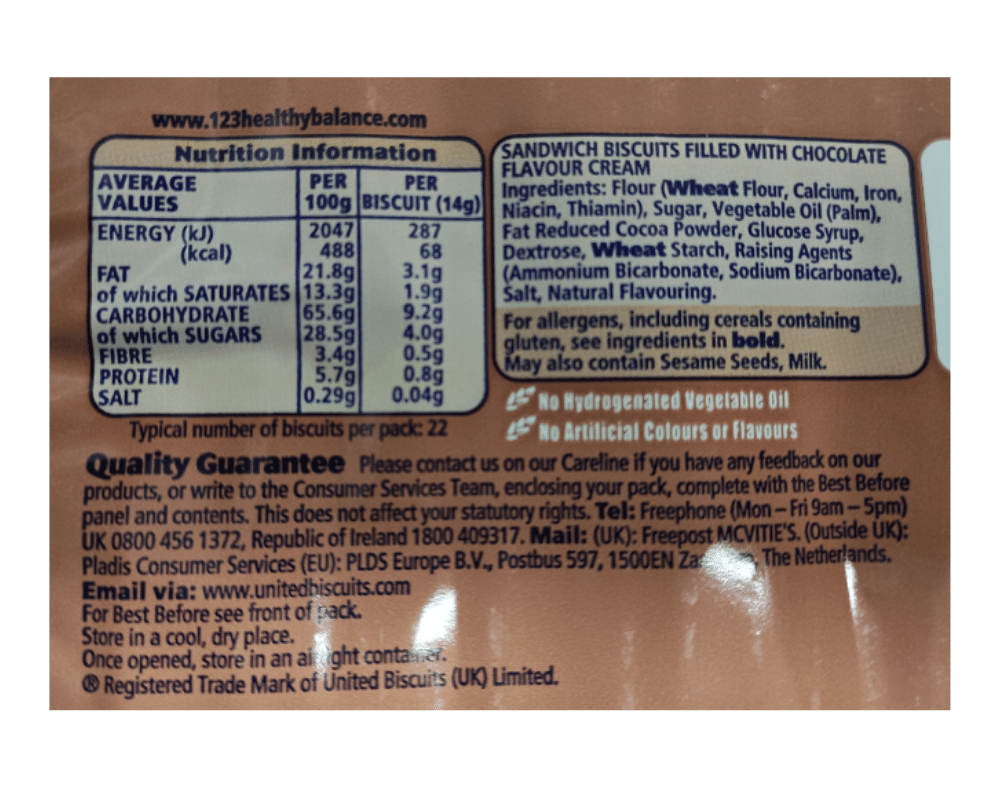 www.123healthybalance.com
Nutrition Information
AVERAGE VALUES PER 100g PER BISCUIT (14g)
ENERGY (kJ) 2047 287
(kcal) 488 68
FAT 21.8g 3.1g
of which SATURATES 13.3g 1.9g
CARBOHYDRATE 65.6g 9.2g
of which SUGARS 28.5g 4.0g
FIBRE 3.4g 0.5g
PROTEIN 5.7g 0.8g
SALT 0.29g 0.04g
Typical number of biscuits per pack: 22
SANDWICH BISCUITS FILLED WITH CHOCOLATE
FLAVOUR CREAM
Ingredients: Flour (Wheat Flour, Calcium, Iron,
Niacin, Thiamin), Sugar, Vegetable Oil (Palm),
Fat Reduced Cocoa Powder, Glucose Syrup,
Dextrose, Wheat Starch, Raising Agents
(Ammonium Bicarbonate, Sodium Bicarbonate),
Salt, Natural Flavouring.
For allergens, including cereals containing
gluten, see ingredients in bold.
May also contain Sesame Seeds, Milk.
No Hydrogenated Vegetable Oil
No Artificial Colours or Flavours
Quality Guarantee Please contact us on our Careline if you have any feedback on our
products, or write to the Consumer Services Team, enclosing your pack, complete with the Best Before
panel and contents. This does not affect your statutory rights. Tel: Freephone (Mon – Fri 9am – 5pm)
UK 0800 456 1372, Republic of Ireland 1800 409317. Mail: (UK): Freepost MCVITIE'S. (Outside UK):
Pladis Consumer Services (EU): PLDS Europe B.V., Postbus 597, 1500EN The Netherlands.
Email via: www.unitedbiscuits.com
For Best Before see front of pack.
Store in a cool, dry place.
Once opened, store in an airtight container.
® Registered Trade Mark of United Biscuits (UK) Limited.